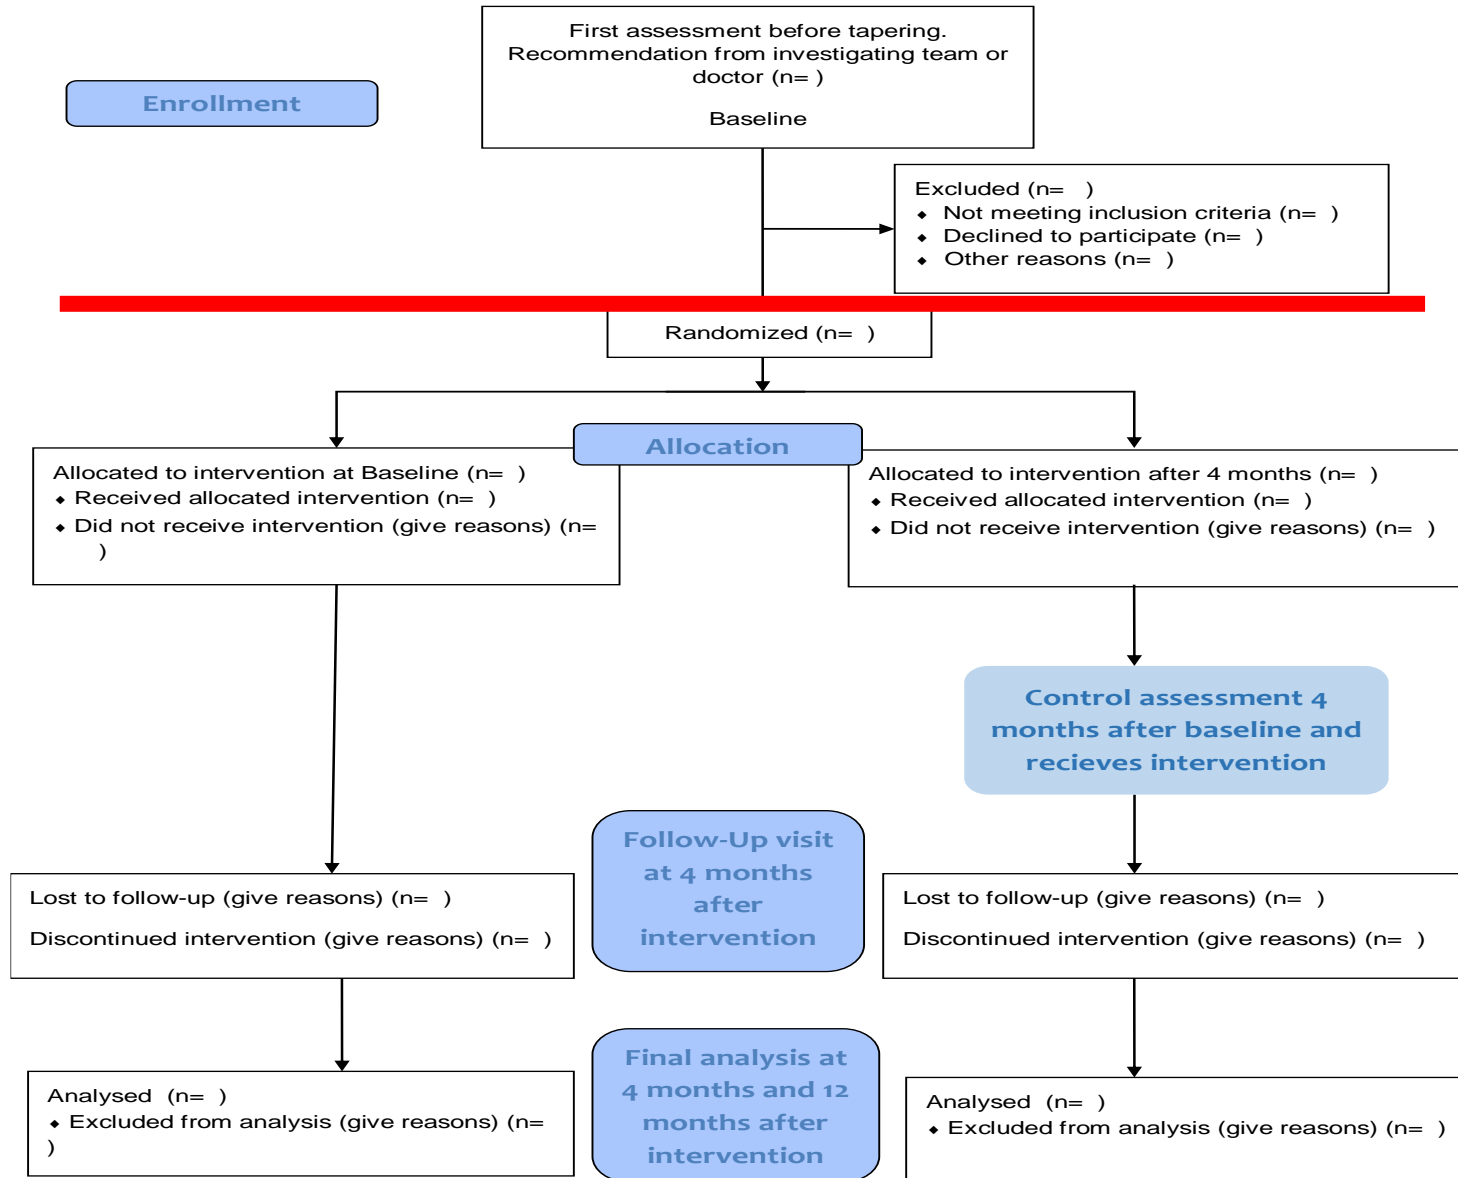 First assessment before tapering.
Recommendation from investigating team or
doctor (n= )
Baseline
Enrollment
Excluded (n=  )
◆ Not meeting inclusion criteria (n=  )
◆ Declined to participate (n=  )
◆ Other reasons (n=  )
Randomized (n=  )
Allocation
Allocated to intervention at Baseline (n=  )
◆ Received allocated intervention (n=  )
◆ Did not receive intervention (give reasons) (n=
)
Allocated to intervention after 4 months (n=  )
◆ Received allocated intervention (n=  )
◆ Did not receive intervention (give reasons) (n=  )
Control assessment 4
months after baseline and
recieves intervention
Follow-Up visit
at 4 months
after
intervention
Lost to follow-up (give reasons) (n=  )
Discontinued intervention (give reasons) (n=  )
Lost to follow-up (give reasons) (n=  )
Discontinued intervention (give reasons) (n=  )
Final analysis at
4 months and 12
months after
intervention
Analysed  (n=  )
◆ Excluded from analysis (give reasons) (n=
)
Analysed  (n=  )
◆ Excluded from analysis (give reasons) (n=  )